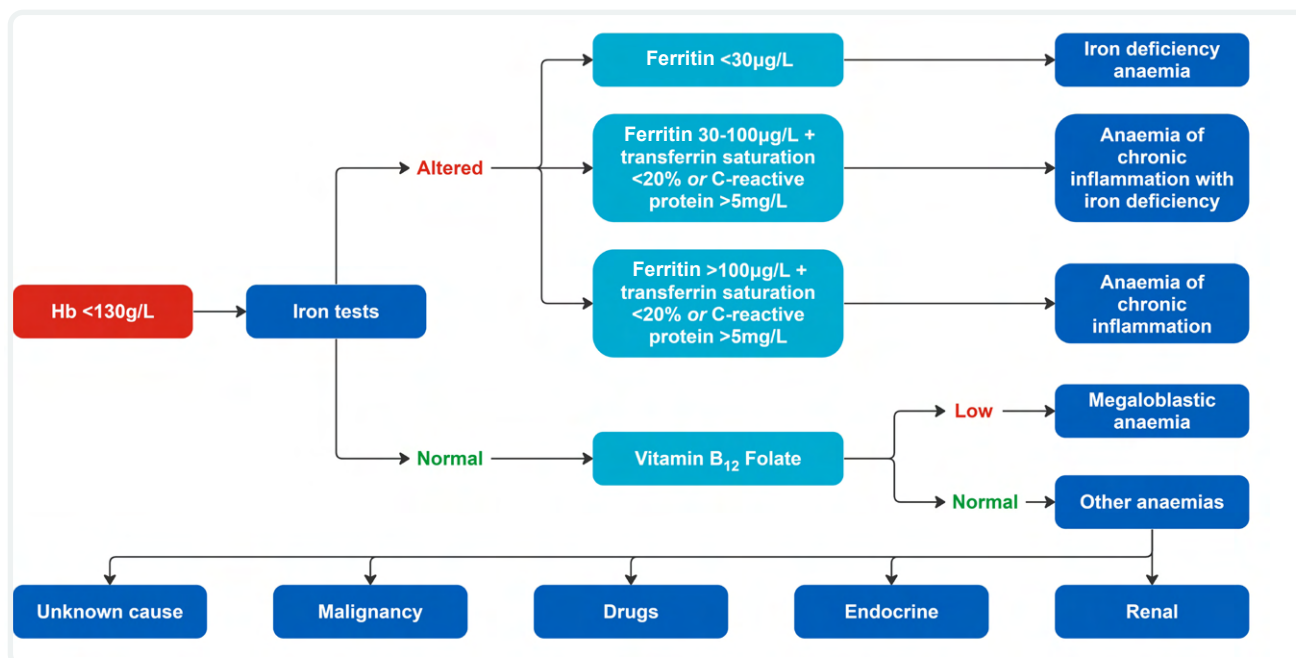 Ferritin <30µg/L
Iron deficiency
anaemia
Altered
Ferritin 30-100µg/L +
transferrin saturation
<20% or C-reactive
protein >5mg/L
Anaemia of
chronic
inflammation with
iron deficiency
Hb <130g/L
Iron tests
Ferritin >100µg/L +
transferrin saturation
<20% or C-reactive
protein >5mg/L
Anaemia of
chronic
inflammation
Normal
Vitamin B12 Folate
Low
Megaloblastic
anaemia
Normal
Other anaemias
Unknown cause
Malignancy
Drugs
Endocrine
Renal